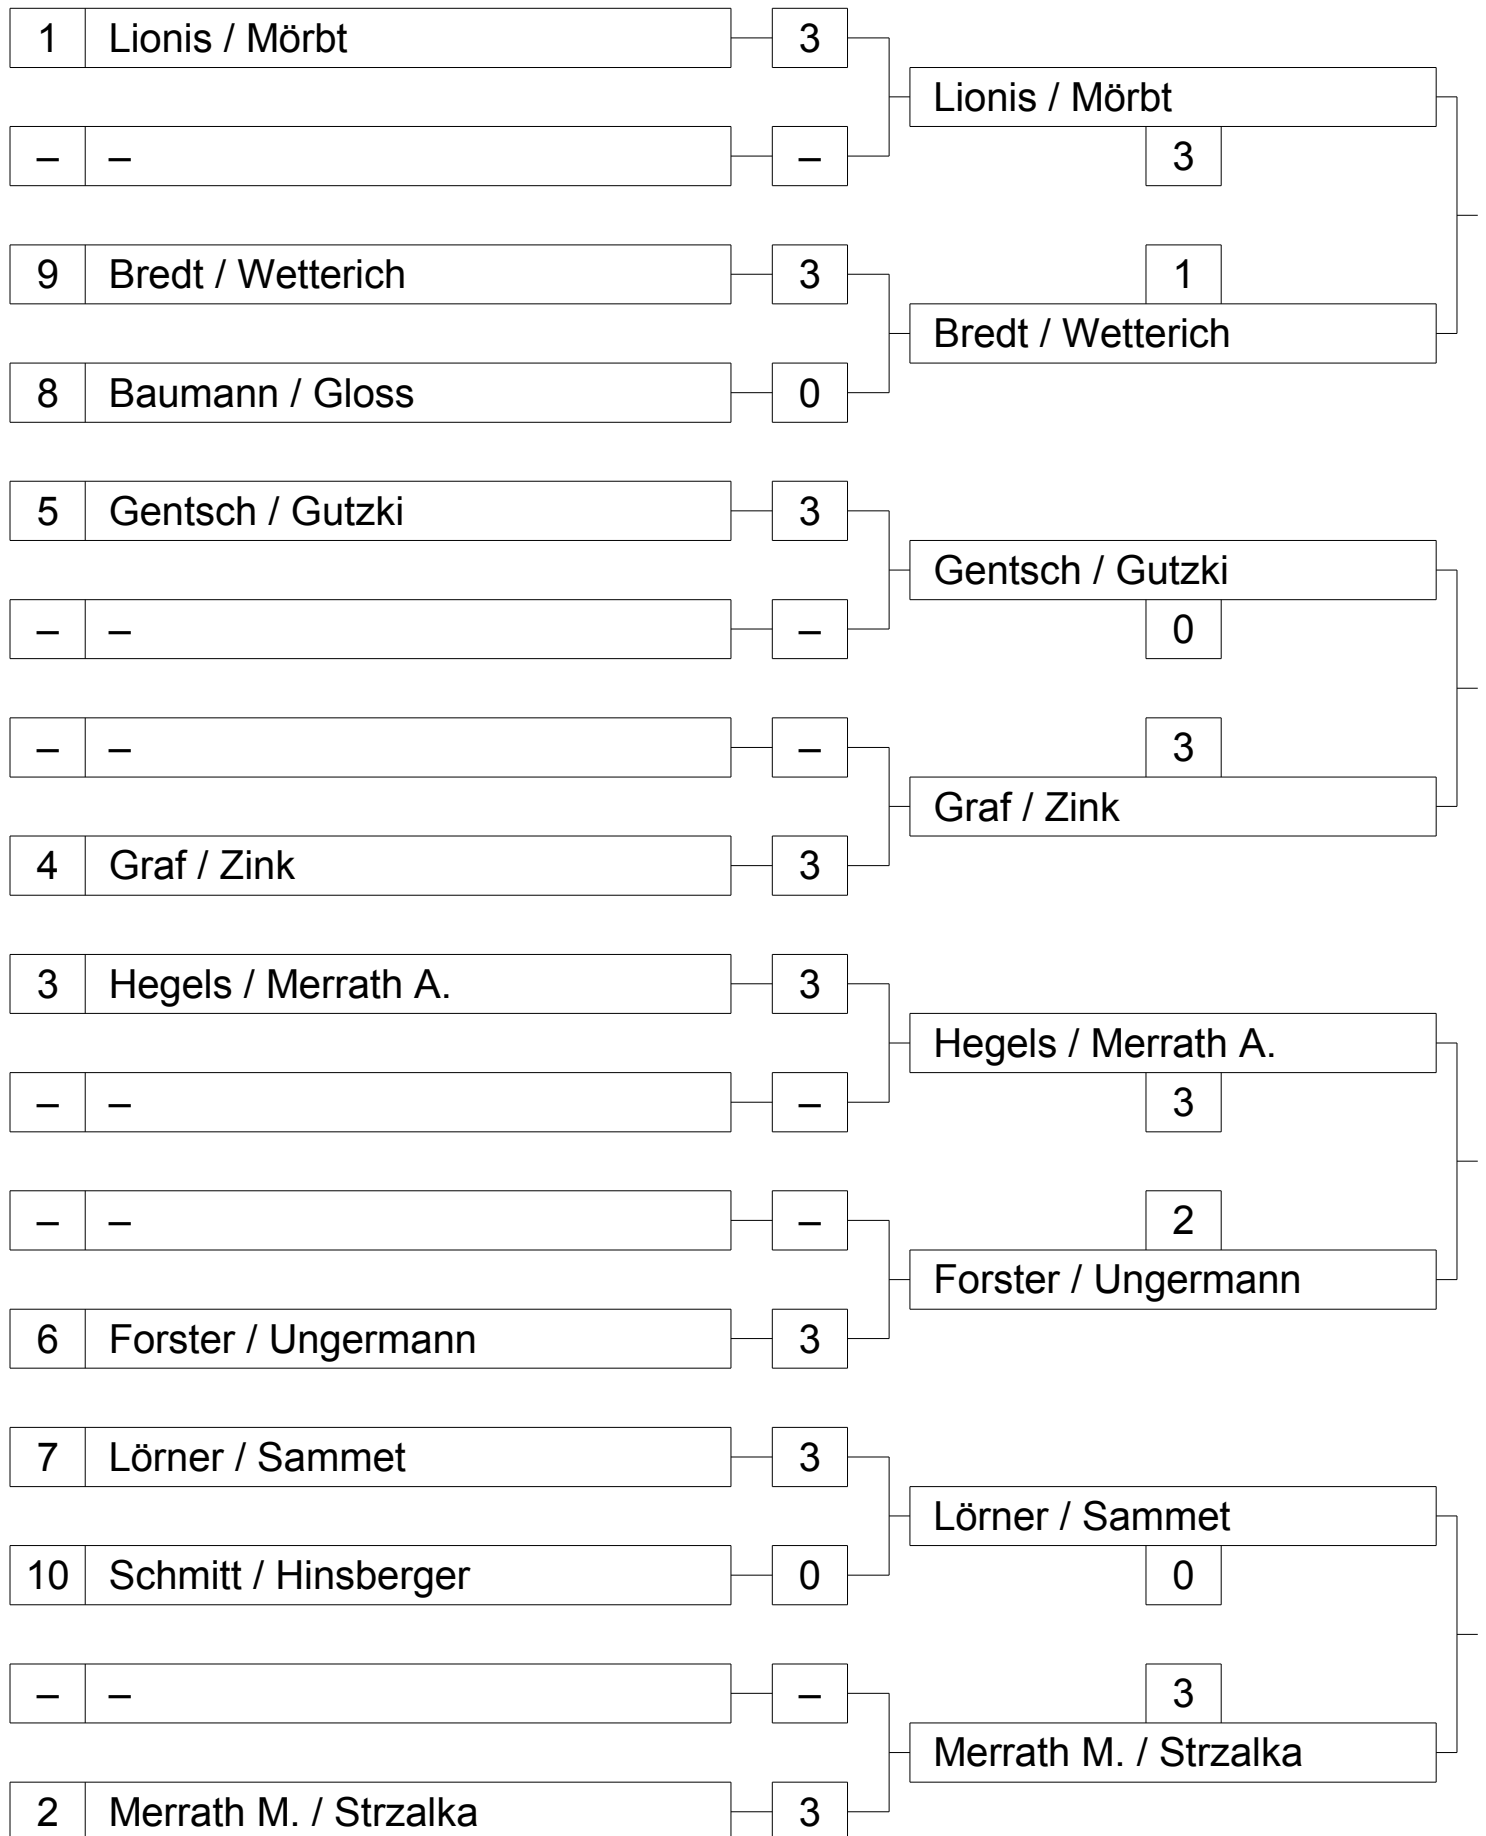 1 Lionis / Mörbt 3
Lionis / Mörbt
– – –
3
9 Bredt / Wetterich 3
1
Bredt / Wetterich
8 Baumann / Gloss 0
5 Gentsch / Gutzki 3
Gentsch / Gutzki
– – –
0
– – –
3
Graf / Zink
4 Graf / Zink 3
3 Hegels / Merrath A. 3
Hegels / Merrath A.
– – –
3
– – –
2
Forster / Ungermann
6 Forster / Ungermann 3
7 Lörner / Sammet 3
Lörner / Sammet
10 Schmitt / Hinsberger 0
0
– – –
3
Merrath M. / Strzalka
2 Merrath M. / Strzalka 3